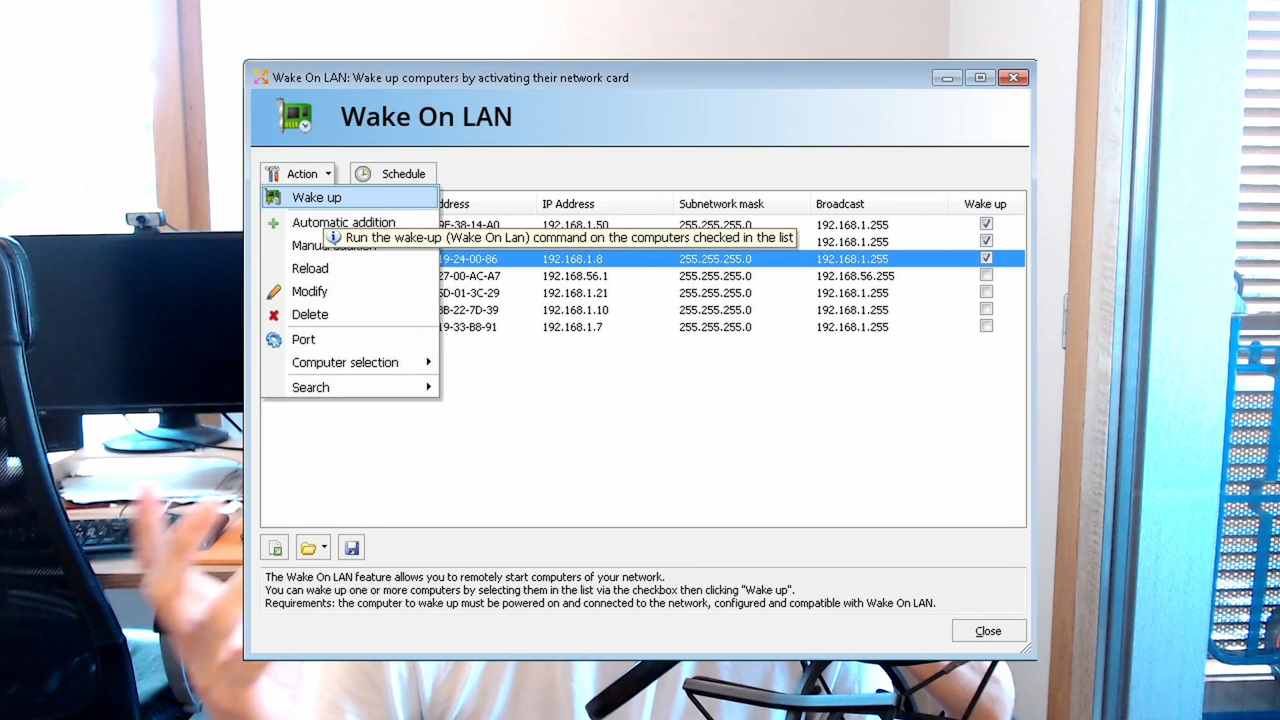 Wake On LAN: Wake up computers by activating their network card
Wake On LAN
Action Schedule
Wake up
Automatic addition
Run the wake-up (Wake On Lan) command on the computers checked in the list
Reload
Modify
Delete
Port
Computer selection
Search
IP Address Subnetwork mask Broadcast Wake up
38-14-A0 192.168.1.50 255.255.255.0 192.168.1.255
192.168.1.255
19-24-00-86 192.168.1.8 255.255.255.0 192.168.1.255
27-00-AC-A7 192.168.56.1 255.255.255.0 192.168.56.255
01-3C-29 192.168.1.21 255.255.255.0 192.168.1.255
22-7D-39 192.168.1.10 255.255.255.0 192.168.1.255
19-33-B8-91 192.168.1.7 255.255.255.0 192.168.1.255
The Wake On LAN feature allows you to remotely start computers of your network.
You can wake up one or more computers by selecting them in the list via the checkbox then clicking "Wake up".
Requirements: the computer to wake up must be powered on and connected to the network, configured and compatible with Wake On LAN.
Close